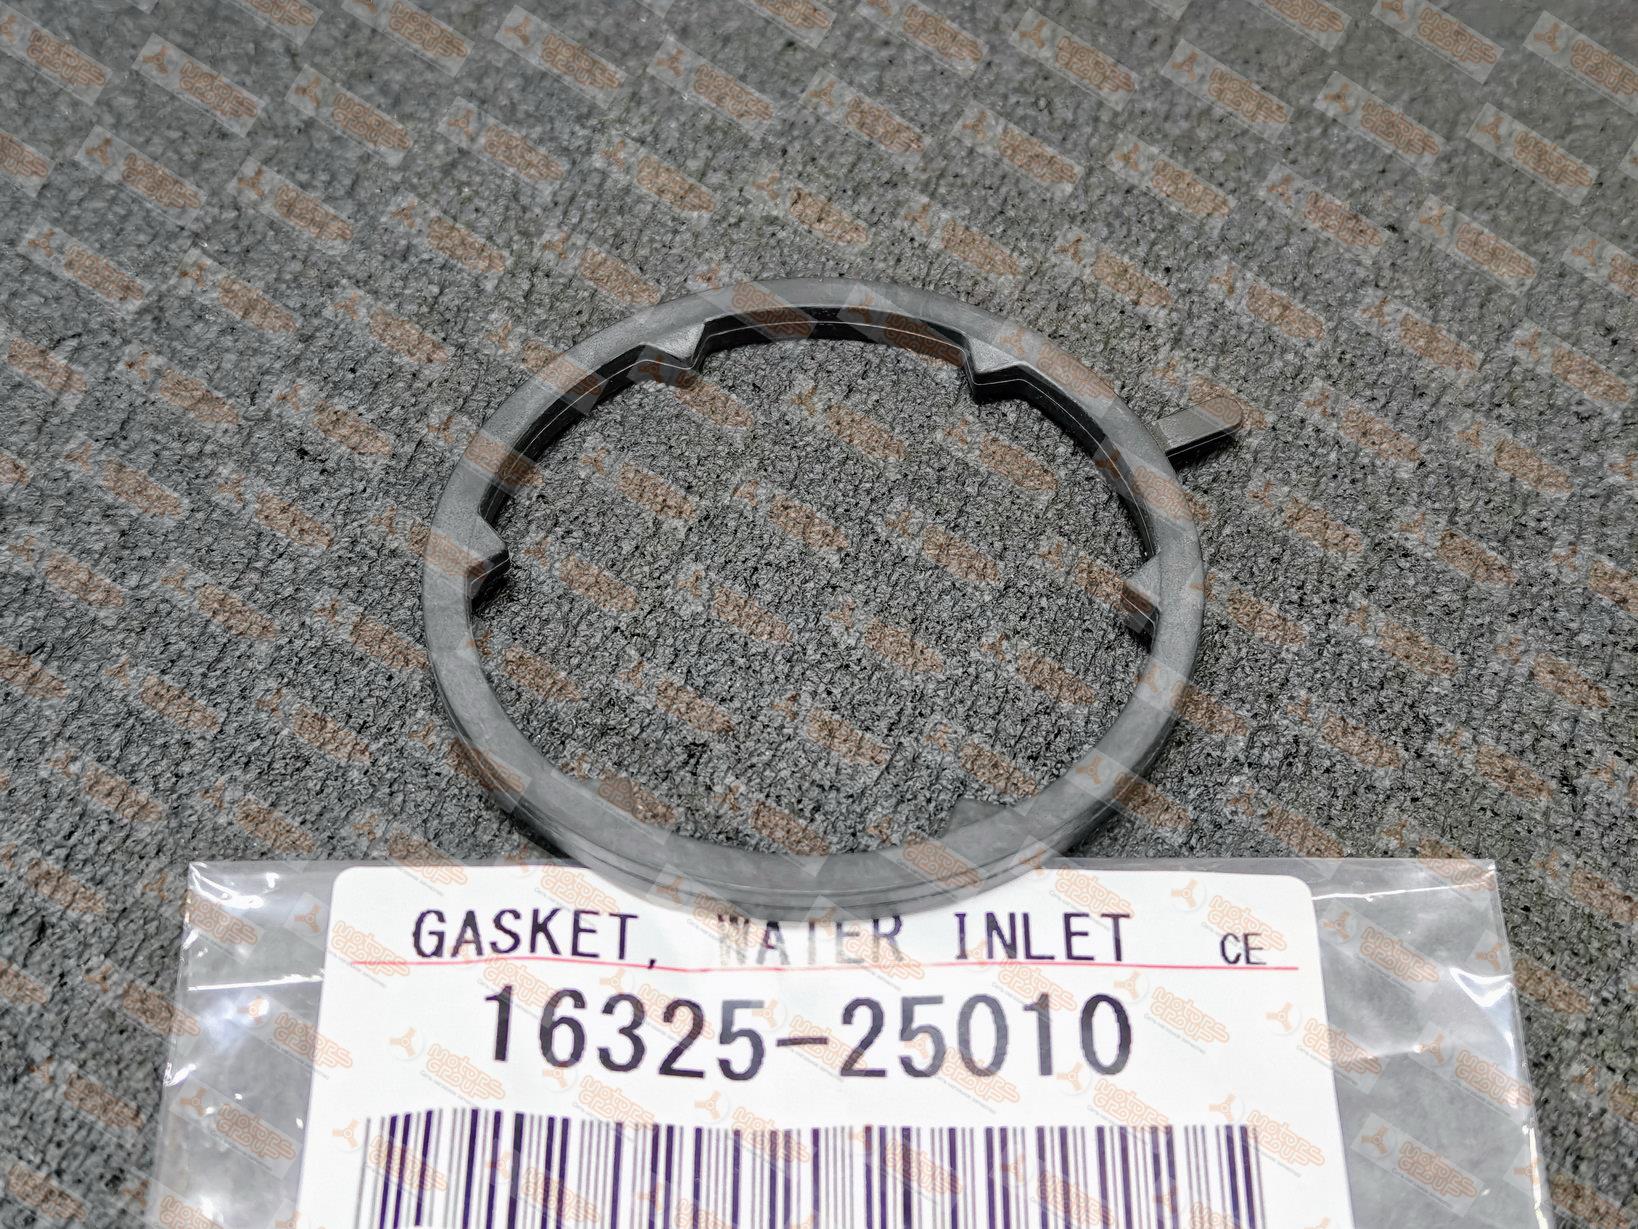 GASKET, WATER INLET CE
16325-25010